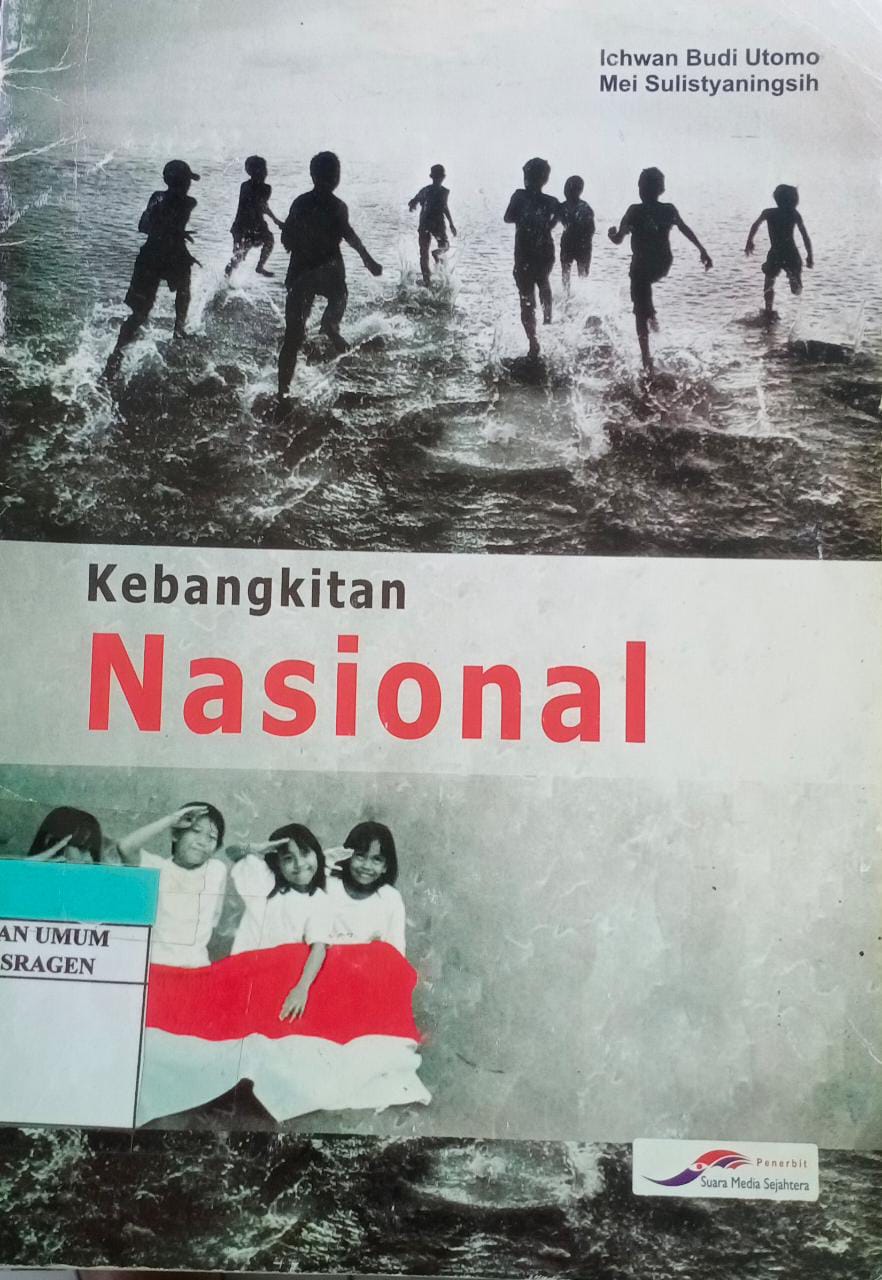 Ichwan Budi Utomo
Mei Sulistyaningsih
Kebangkitan
Nasional
AN UMUM
SRAGEN
Penerbit
Suara Media Sejahtera